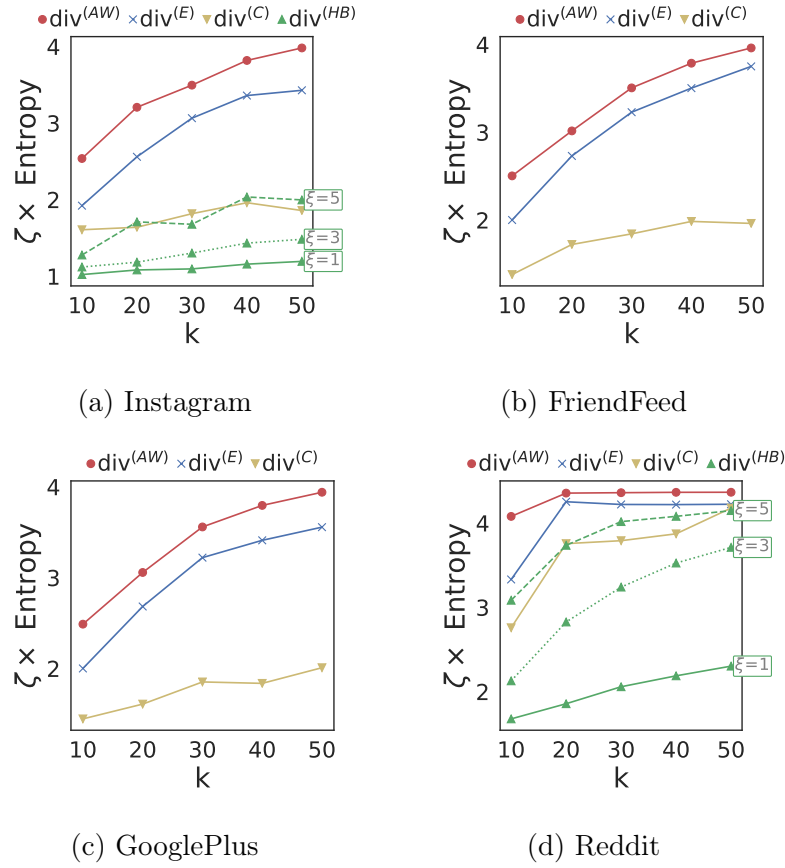 div(AW) div(E) div(C) div(HB)
4
3
2
1
ζ× Entropy
ξ=5
ξ=3
ξ=1
10 20 30 40 50
k
(a) Instagram
div(AW) div(E) div(C)
4
3
2
ζ× Entropy
10 20 30 40 50
k
(b) FriendFeed
div(AW) div(E) div(C)
4
3
2
ζ× Entropy
10 20 30 40 50
k
(c) GooglePlus
div(AW) div(E) div(C) div(HB)
4
3
2
ζ× Entropy
ξ=5
ξ=3
ξ=1
10 20 30 40 50
k
(d) Reddit